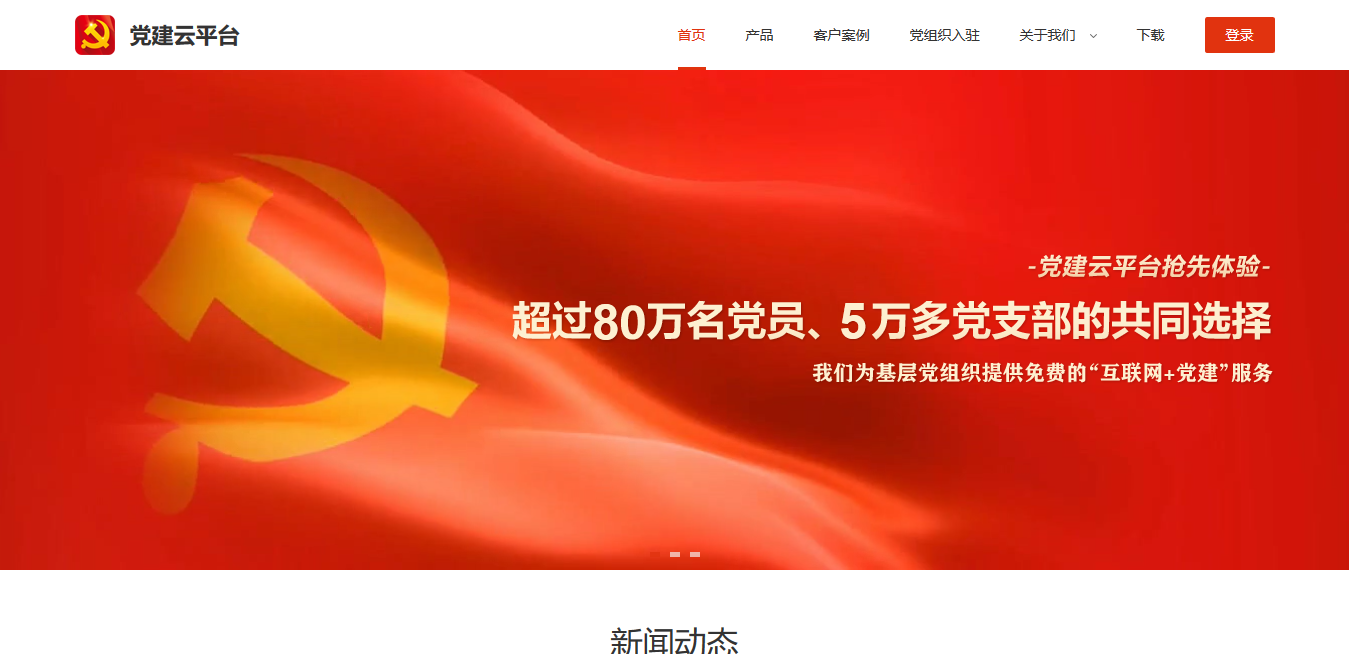 党建云平台
首页 产品 客户案例 党组织入驻 关于我们 下载 登录
-党建云平台抢先体验-
超过80万名党员、5万多党支部的共同选择
我们为基层党组织提供免费的“互联网+党建”服务
新闻动态